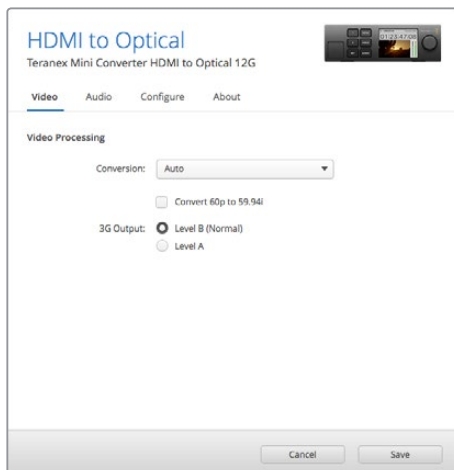 HDMI to Optical
Teranex Mini Converter HDMI to Optical 12G
Video Audio Configure About
Video Processing
Conversion: Auto
Convert 60p to 59.94i
3G Output: Level B (Normal)
Level A
Cancel Save